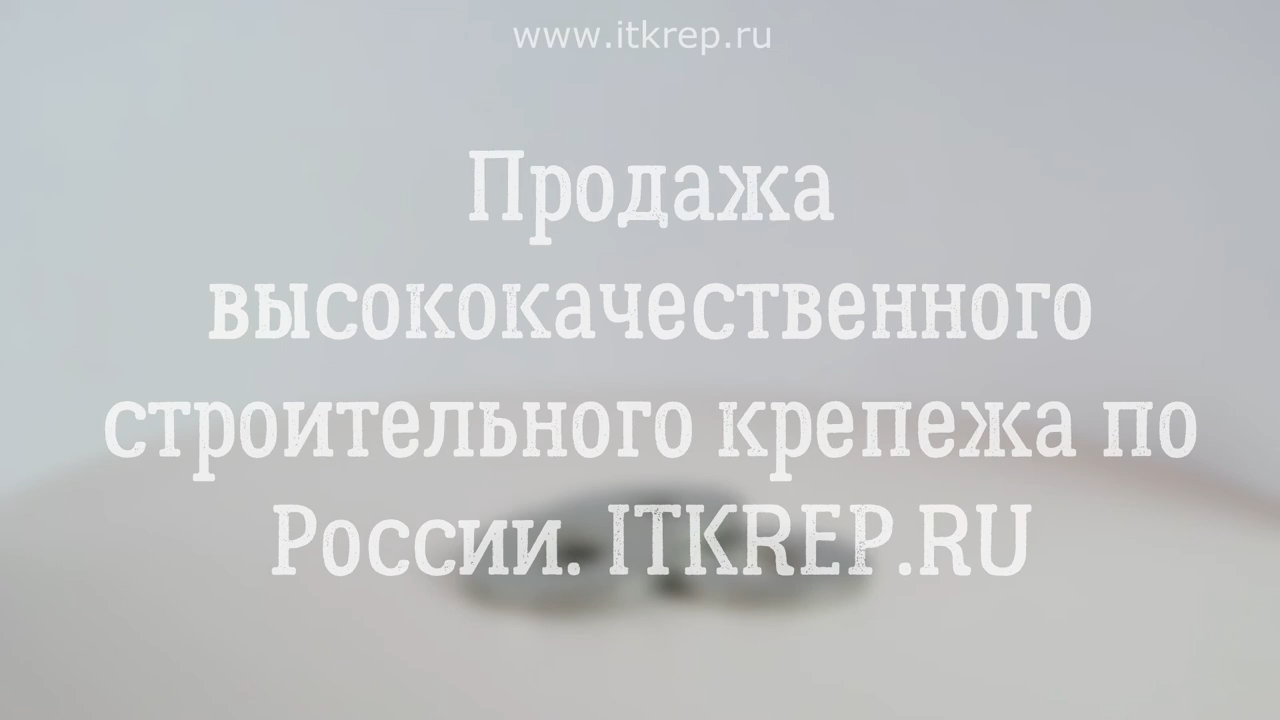 www.itkrep.ru
Продажа
высококачественного
строительного крепежа по
России. ITKREP.RU